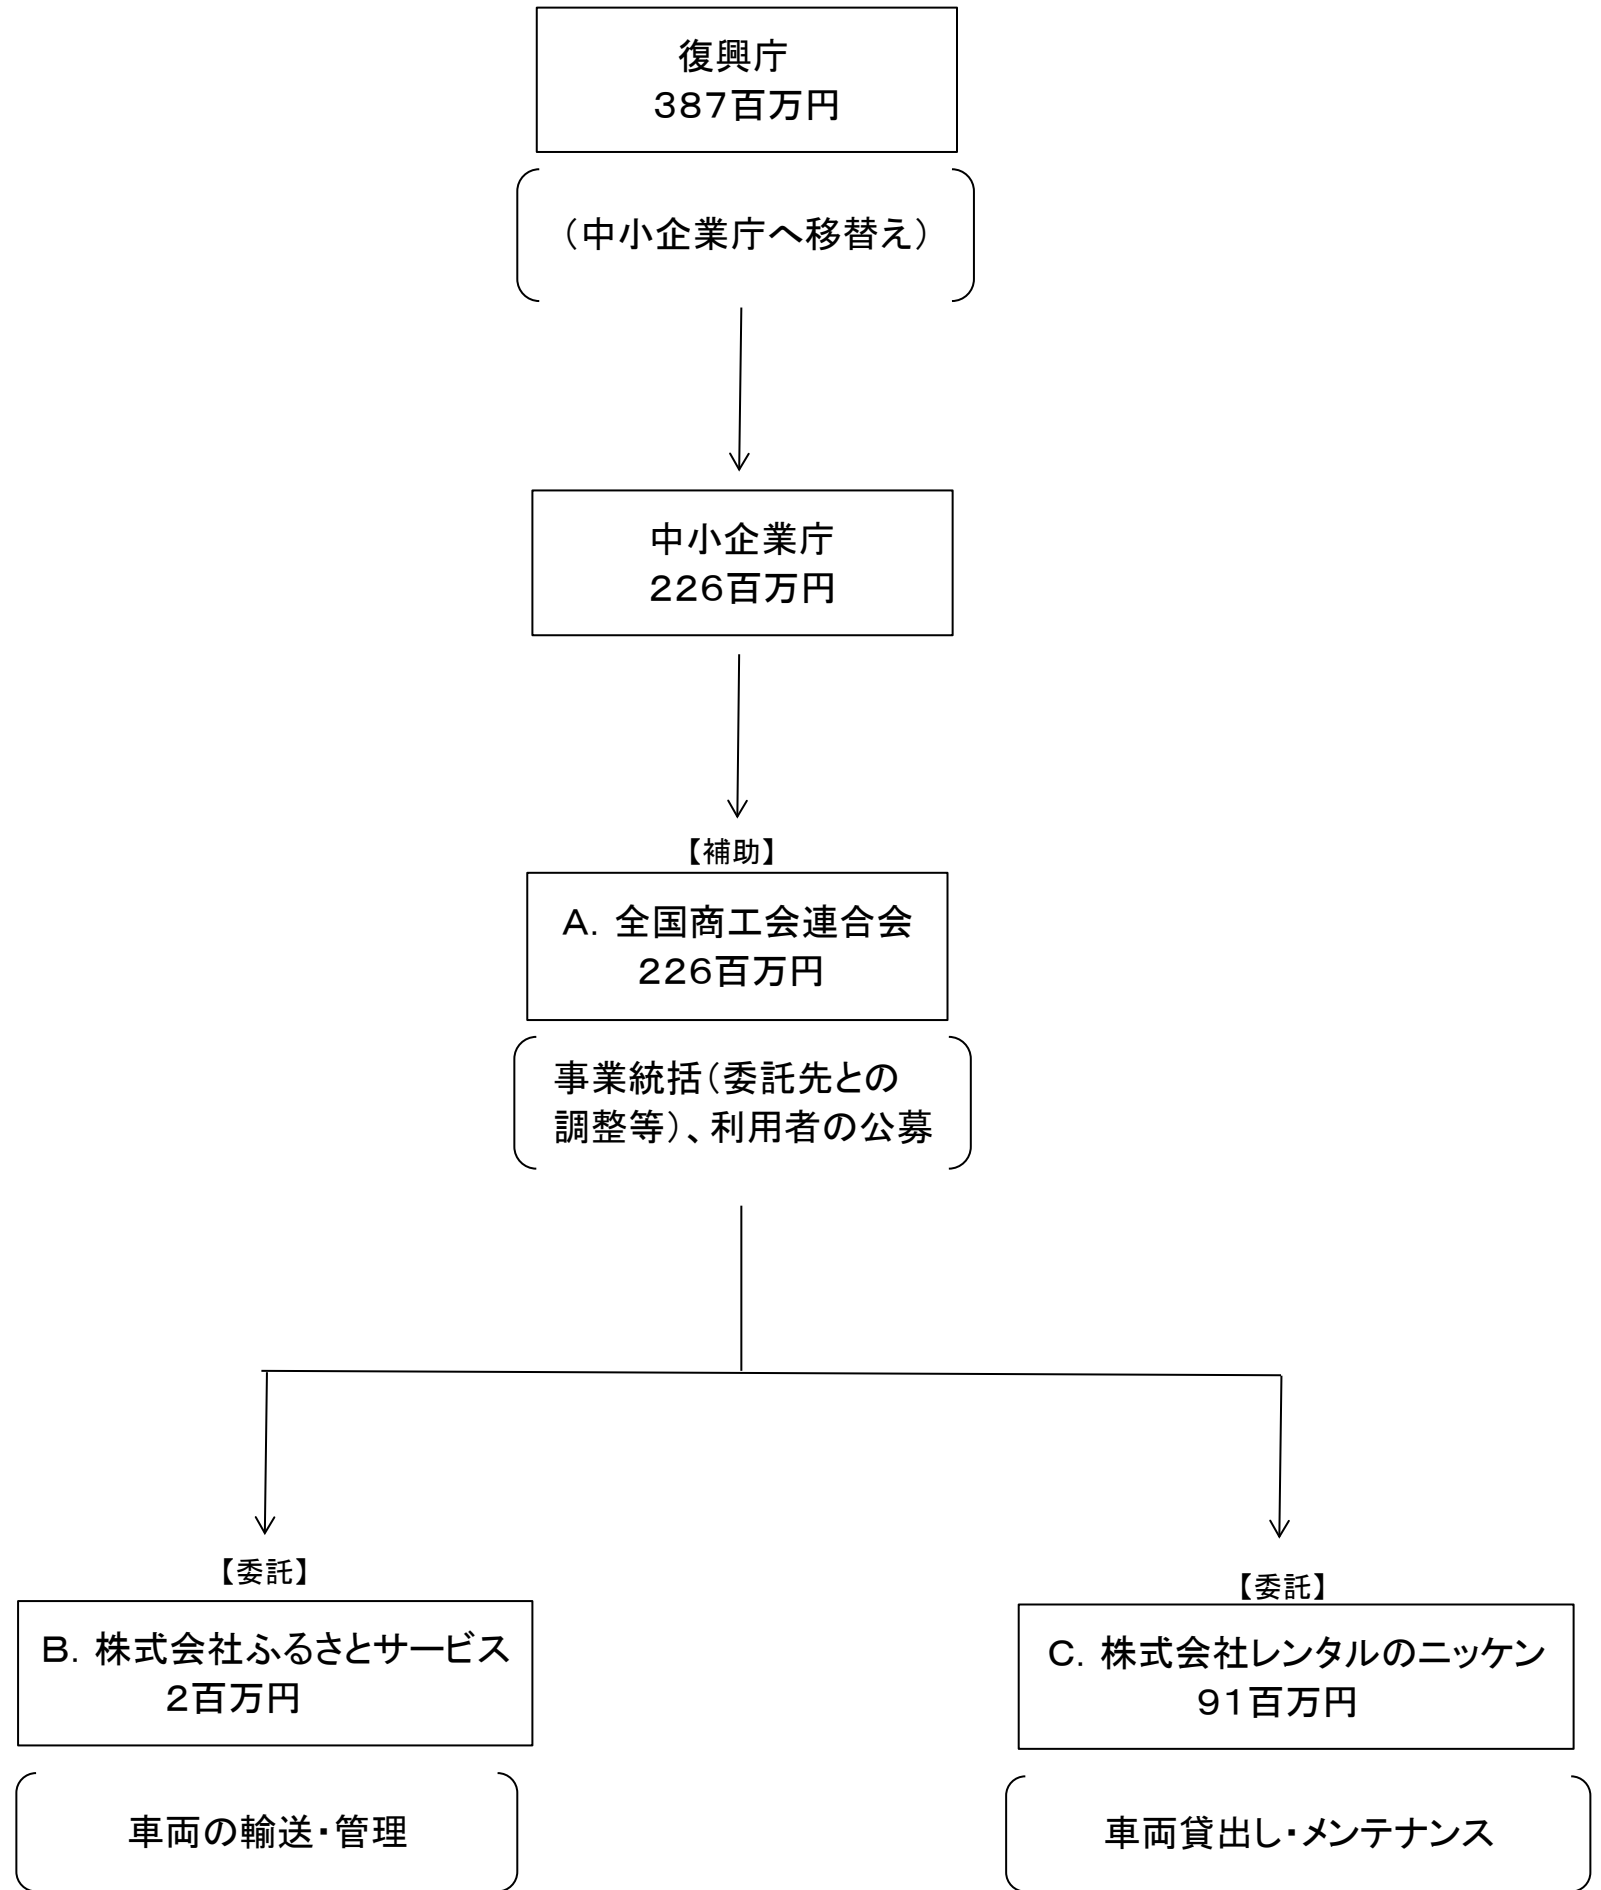 復興庁
３８７百万円
（中小企業庁へ移替え）
中小企業庁
２２６百万円
【補助】
Ａ．全国商工会連合会
２２６百万円
事業統括（委託先との
調整等）、利用者の公募
【委託】
Ｂ．株式会社ふるさとサービス
２百万円
車両の輸送・管理
【委託】
Ｃ．株式会社レンタルのニッケン
９１百万円
車両貸出し・メンテナンス